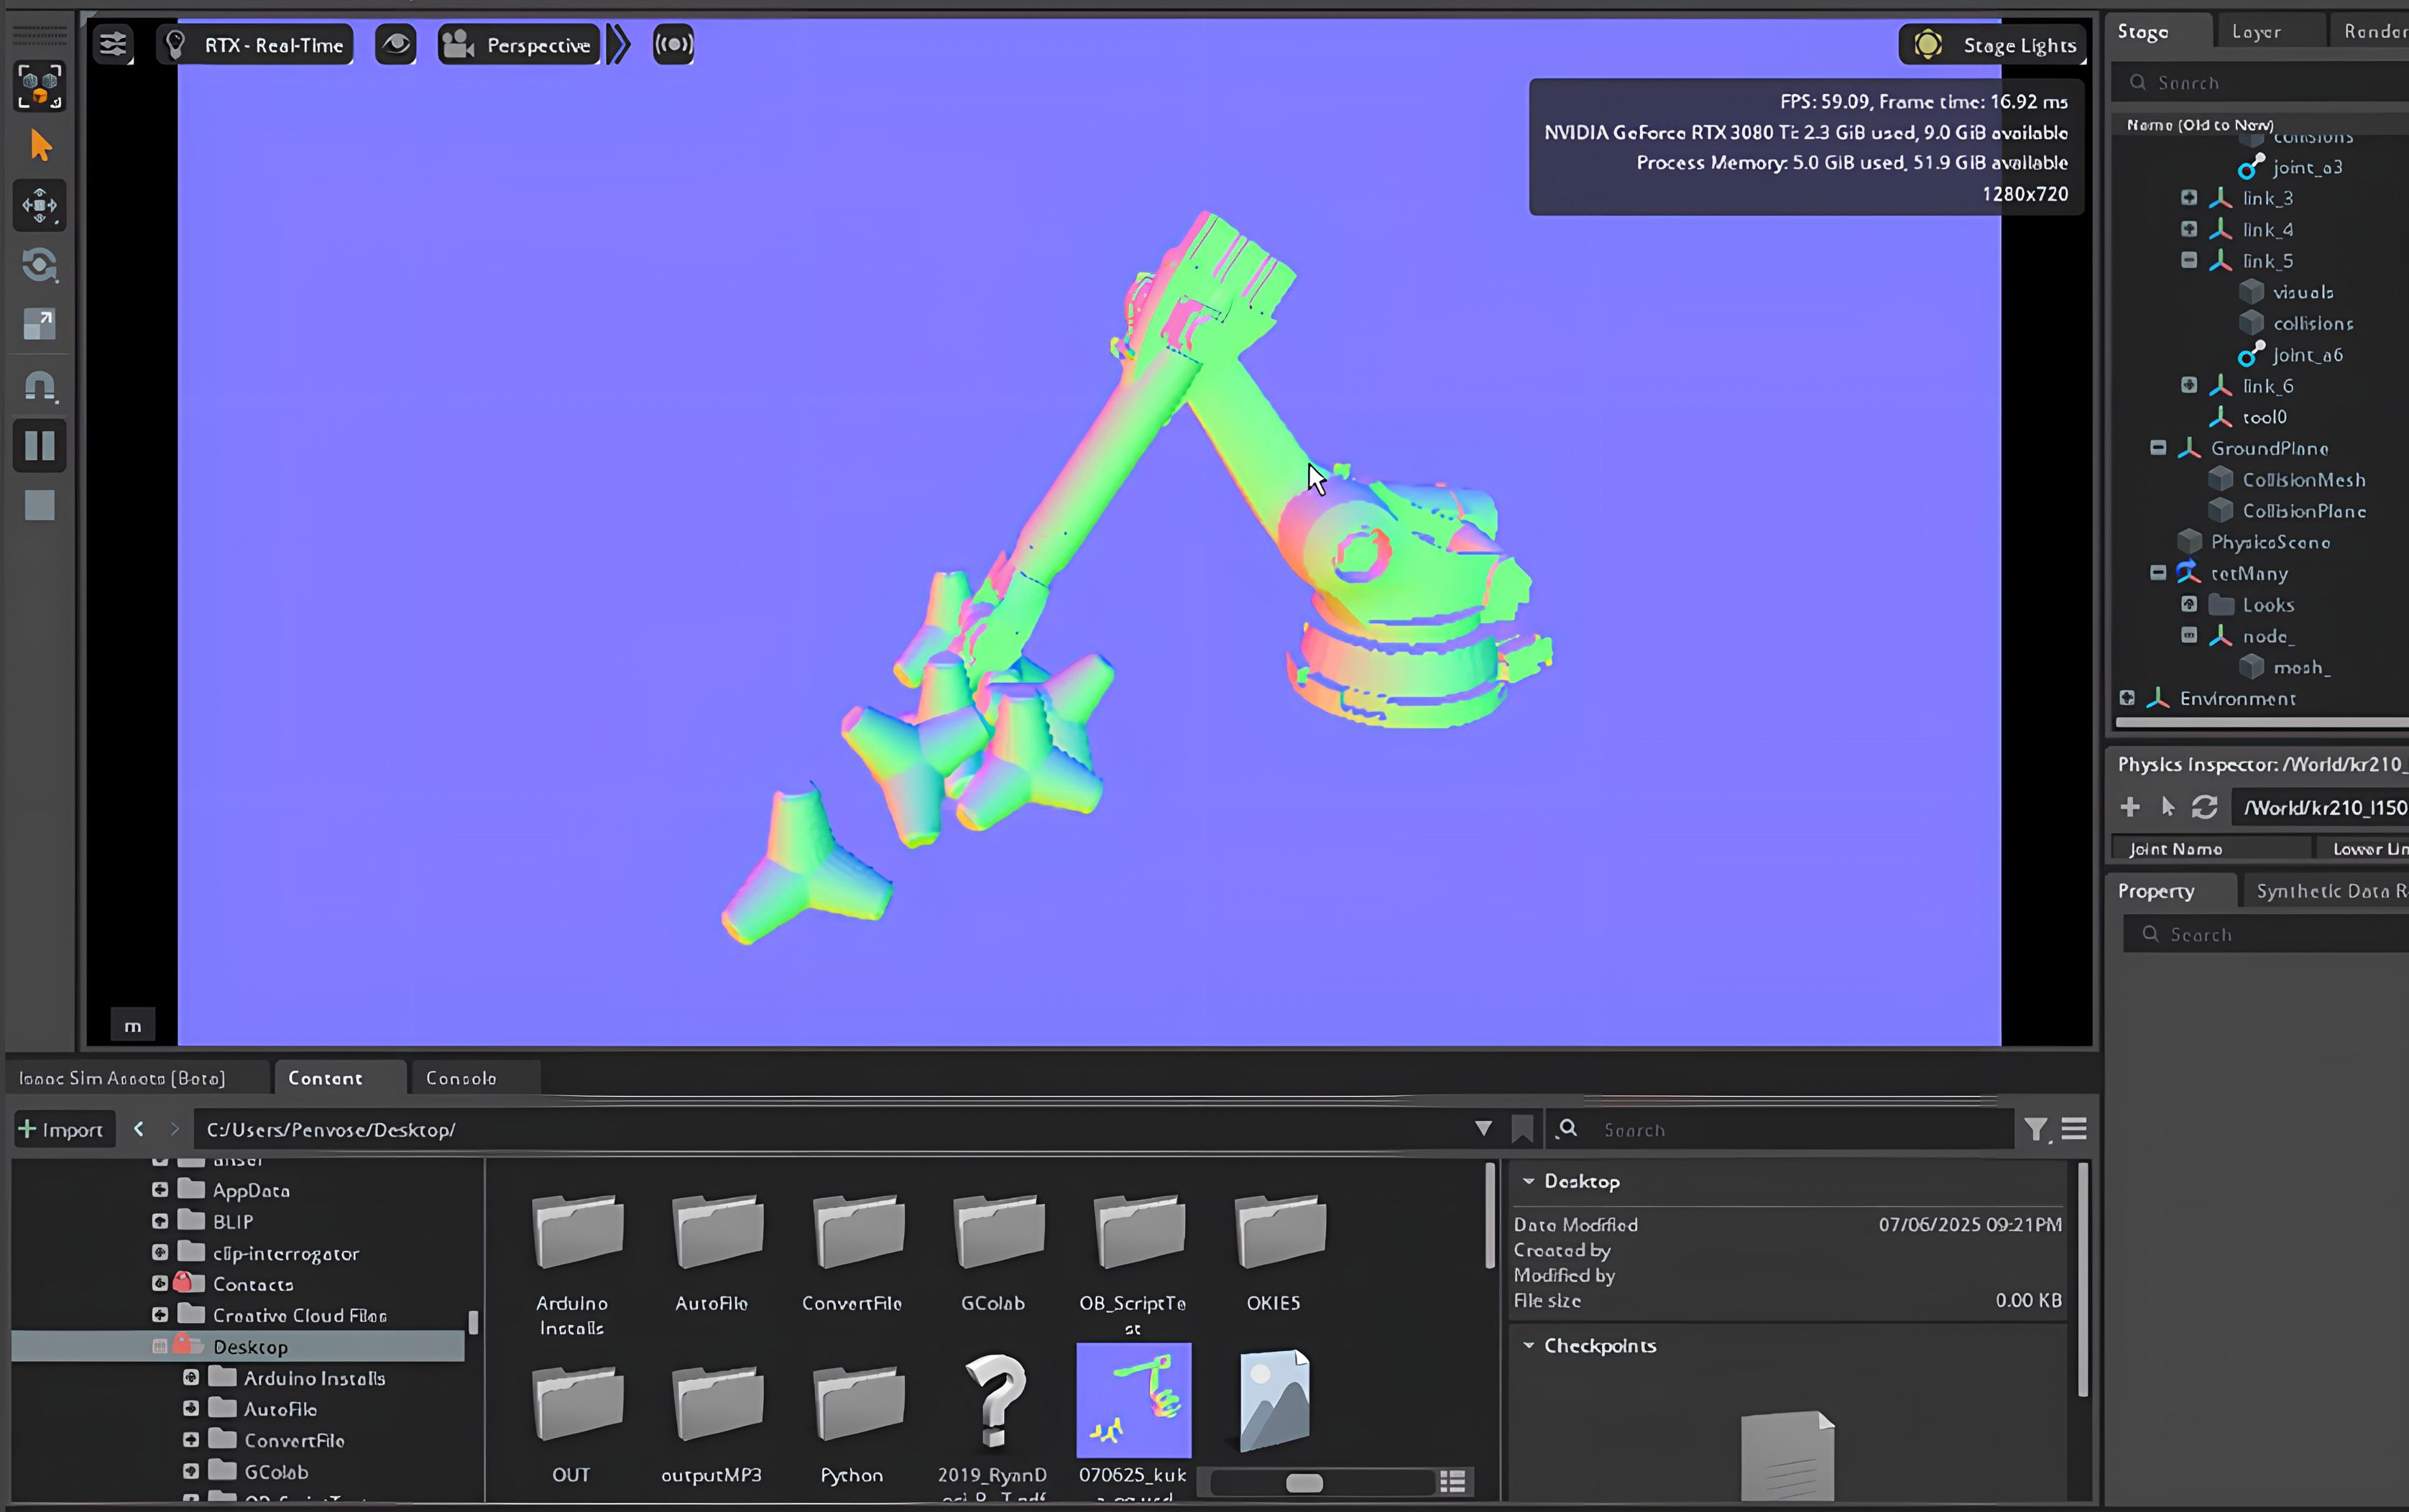 RTX - Real-Time
Perspective
Stage Lights
FPS: 59.09, Frame time: 16.92 ms
NVIDIA GeForce RTX 3080 Ti: 2.3 GiB used, 9.0 GiB available
Process Memory: 5.0 GiB used, 51.9 GiB available
1280x720
m
Stage
Layer
Render
Search
Name (Old to New)
collisions
joint_a3
link_3
link_4
link_5
visuals
collisions
joint_a6
link_6
tool0
GroundPlane
CollisionMesh
CollisionPlane
PhysicsScene
tetMany
Looks
node_
mesh_
Environment
Physics Inspector: /World/kr210_
/World/kr210_l150
Joint Name
Lower Lim
Property
Synthetic Data R
Search
Isaac Sim Assets [Beta]
Content
Console
Import
C:/Users/Penvose/Desktop/
Search
ansel
AppData
BLIP
clip-interrogator
Contacts
Creative Cloud Files
Desktop
Arduino Installs
AutoFile
ConvertFile
GColab
OB_ScriptTest
Arduino
Installs
AutoFile
ConvertFile
GColab
OB_ScriptTe
st
OKIE5
OUT
outputMP3
Python
2019_RyanD
070625_kuk
Desktop
Date Modified
07/06/2025 09:21PM
Created by
Modified by
File size
0.00 KB
Checkpoints